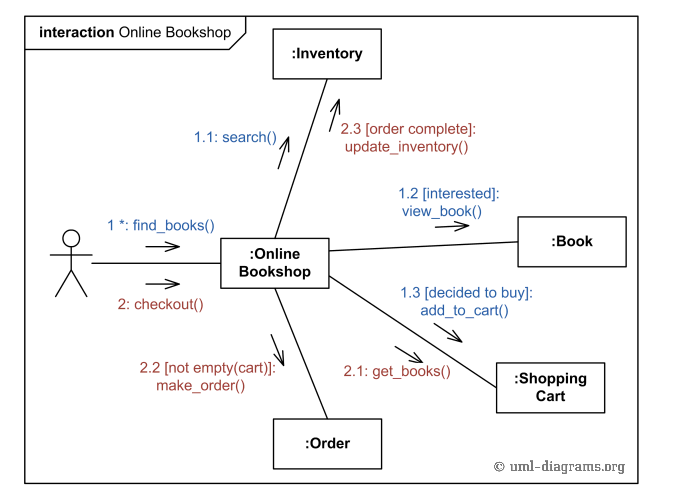 interaction Online Bookshop
:Inventory
1.1: search()
2.3 [order complete]:
update_inventory()
1.2 [interested]:
view_book()
1 *: find_books()
:Online
Bookshop
:Book
2: checkout()
1.3 [decided to buy]:
add_to_cart()
2.2 [not empty(cart)]:
make_order()
2.1: get_books()
:Shopping
Cart
:Order
© uml-diagrams.org